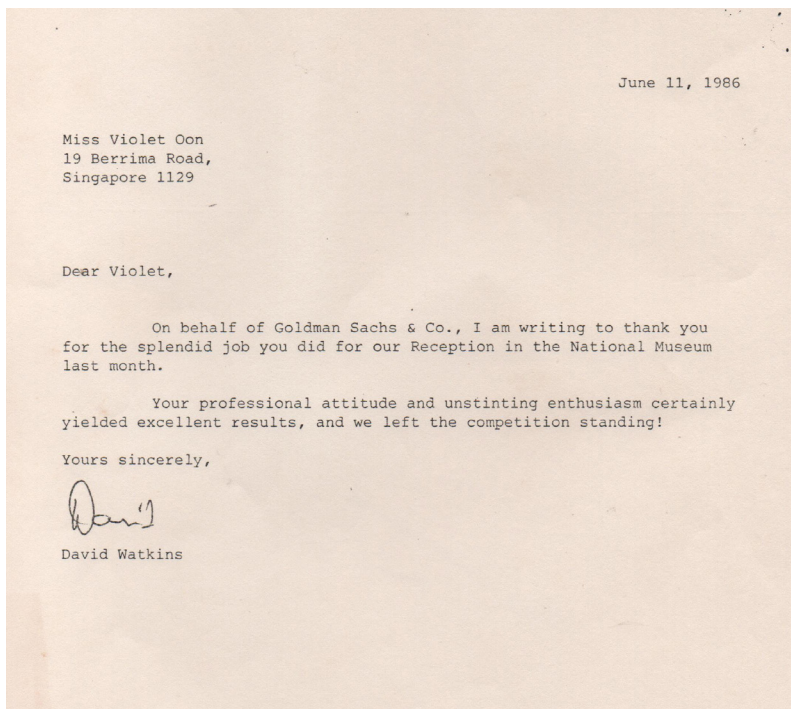 June 11, 1986
Miss Violet Oon
19 Berrima Road,
Singapore 1129
Dear Violet,
On behalf of Goldman Sachs & Co., I am writing to thank you
for the splendid job you did for our Reception in the National Museum
last month.
Your professional attitude and unstinting enthusiasm certainly
yielded excellent results, and we left the competition standing!
Yours sincerely,
David
David Watkins